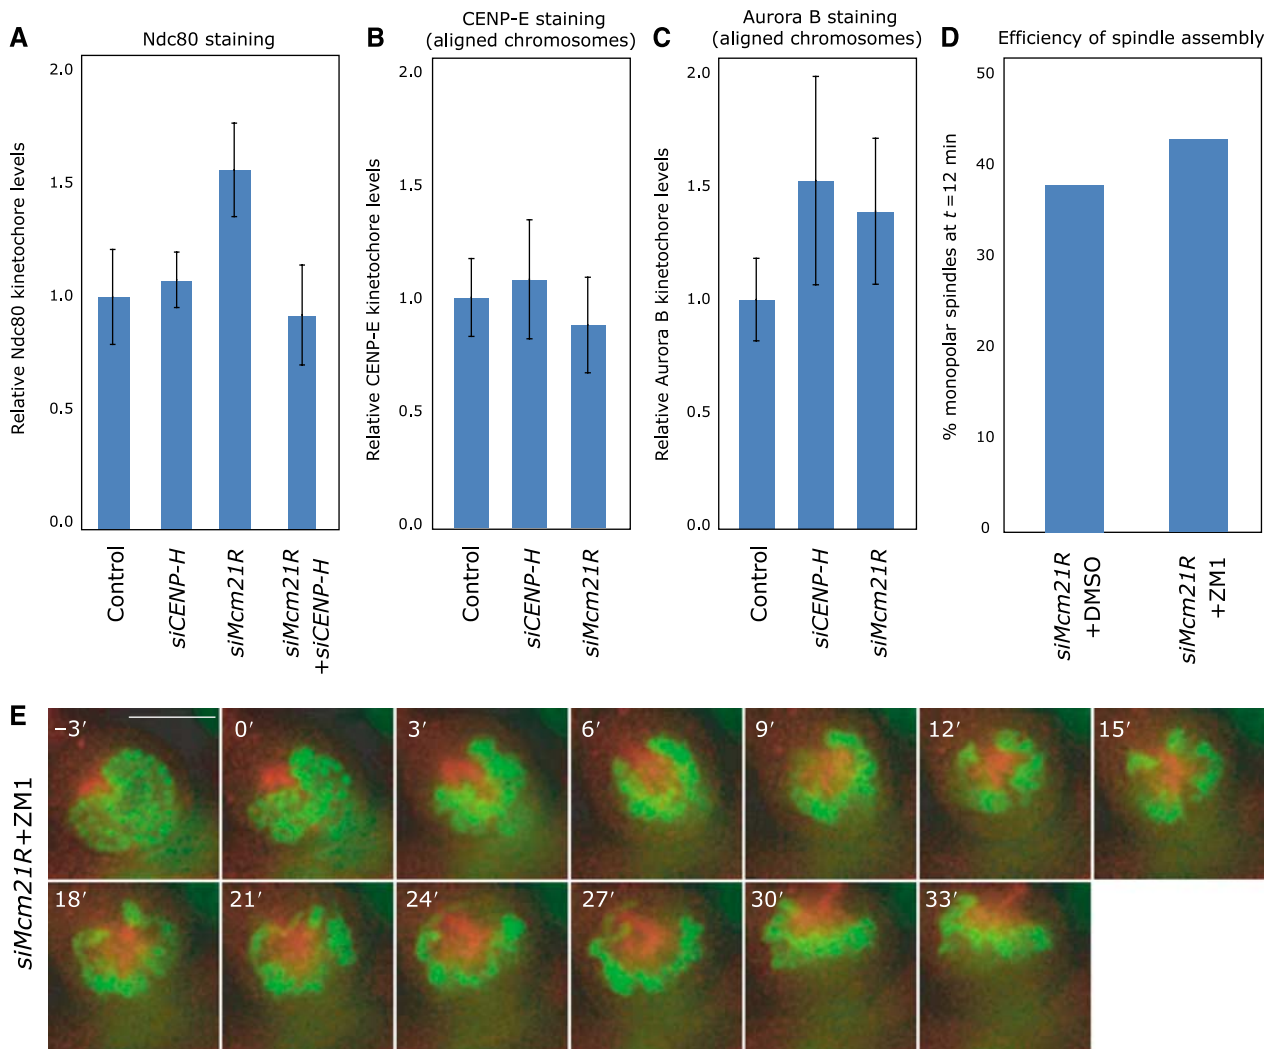 A
Ndc80 staining
Relative Ndc80 kinetochore levels
2.0
1.5
1.0
0.5
0.0
Control
siCENP-H
siMcm21R
siMcm21R
+siCENP-H
B
CENP-E staining
(aligned chromosomes)
Relative CENP-E kinetochore levels
2.0
1.5
1.0
0.5
0.0
Control
siCENP-H
siMcm21R
C
Aurora B staining
(aligned chromosomes)
Relative Aurora B kinetochore levels
2.0
1.5
1.0
0.5
0.0
Control
siCENP-H
siMcm21R
D
Efficiency of spindle assembly
% monopolar spindles at t =12 min
50
40
30
20
10
0
siMcm21R
+DMSO
siMcm21R
+ZM1
E
siMcm21R+ZM1
−3′
0′
3′
6′
9′
12′
15′
18′
21′
24′
27′
30′
33′